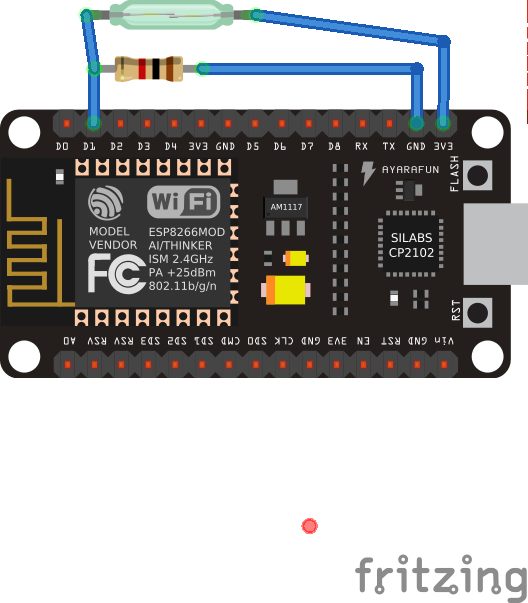 D0 D1 D2 D3 D4 3V3 GND D5 D6 D7 D8 RX TX GND 3V3
AYARAFUN
FLASH
WiFi
AM1117
MODEL
VENDOR
ESP8266MOD
AI/THINKER
ISM 2.4GHz
PA +25dBm
802.11b/g/n
FC
SILABS
CP2102
RST
A0 RSV RSV SD3 SD2 SD1 CMD SD0 CLK GND 3V3 EN RST GND Vin
fritzing